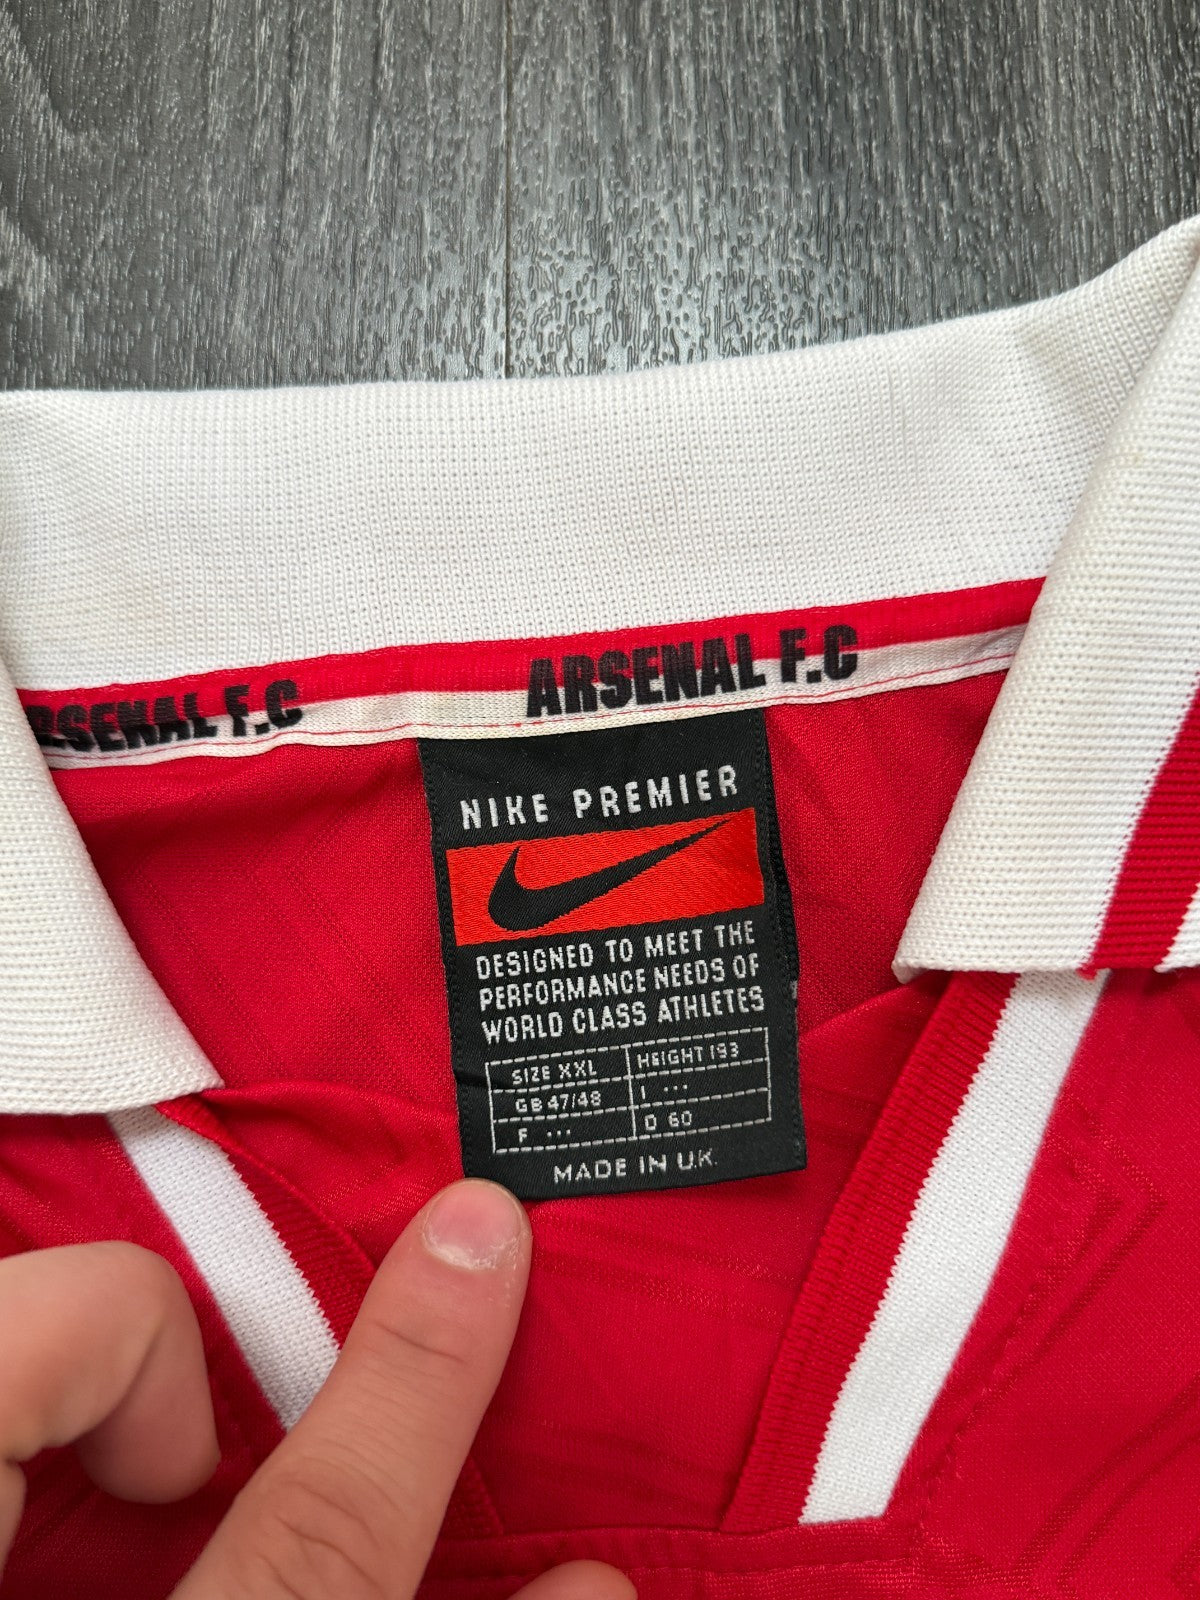 RSENAL F.C
ARSENAL F.C
NIKE PREMIER
DESIGNED TO MEET THE
PERFORMANCE NEEDS OF
WORLD CLASS ATHLETES
SIZE XXL HEIGHT 193
GB 47/48 I ...
F ... D 60
MADE IN U.K.